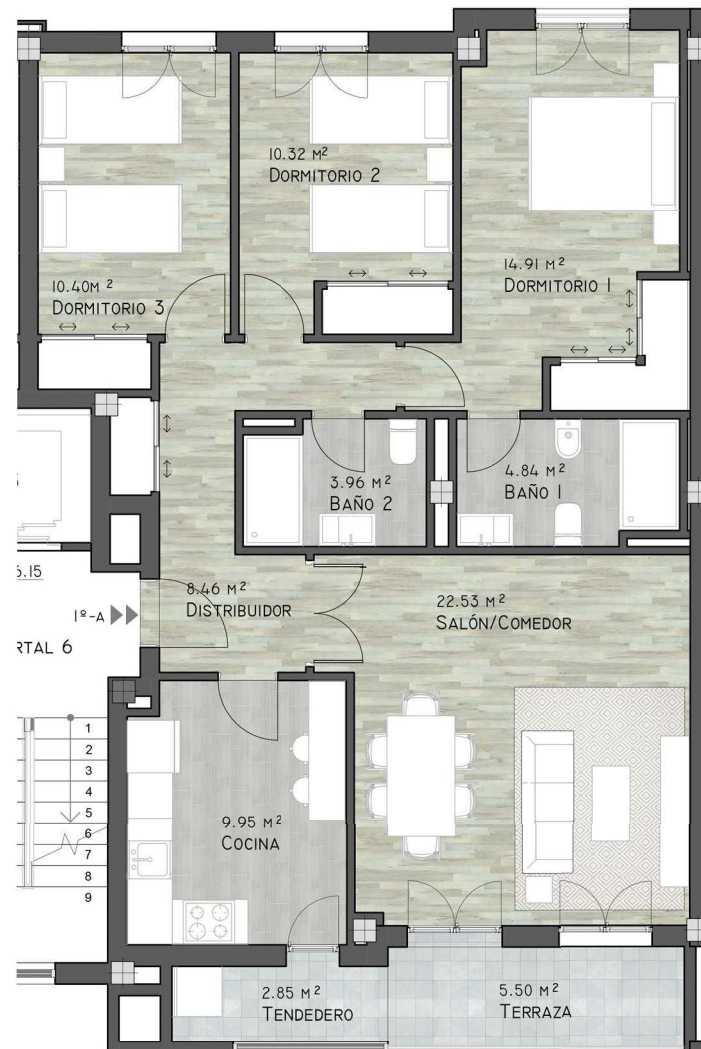 10.32 M²
DORMITORIO 2
14.91 M²
DORMITORIO 1
10.40M ²
DORMITORIO 3
3.96 M²
BAÑO 2
4.84 M²
BAÑO 1
6.15
8.46 M²
DISTRIBUIDOR
22.53 M²
SALÓN/COMEDOR
1º-A
RTAL 6
1
2
3
4
5
6
7
8
9
9.95 M²
COCINA
2.85 M²
TENDEDERO
5.50 M²
TERRAZA